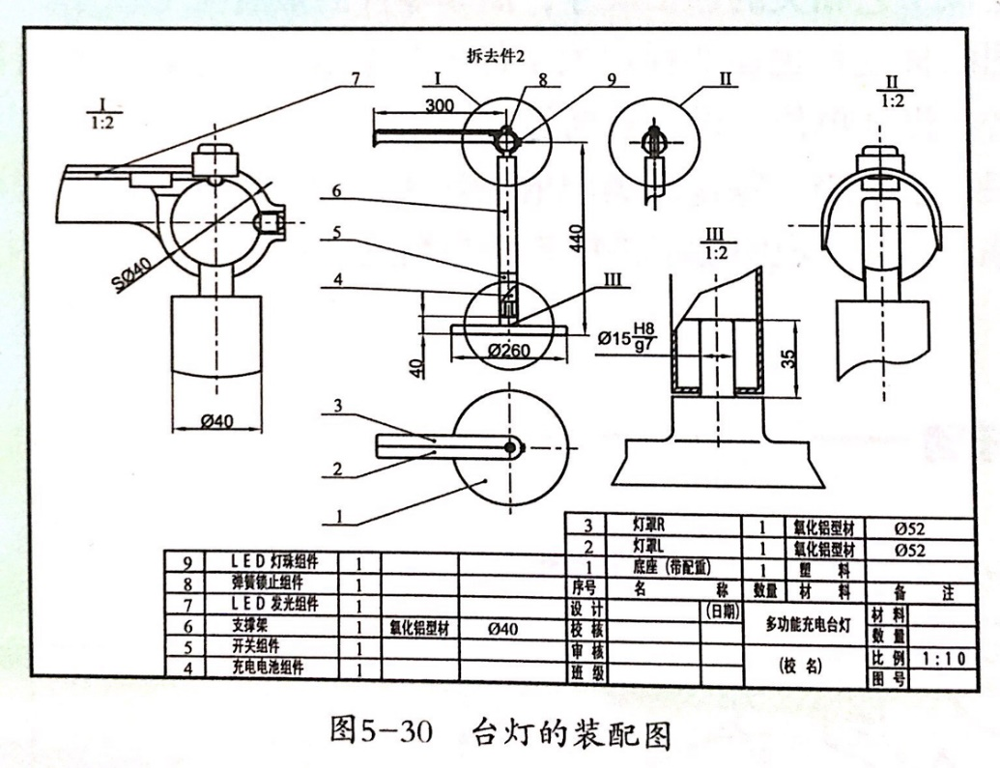 拆去件2
I
1:2
7
300
I
8
9
II
II
1:2
6
5
4
440
III
1:2
III
SØ40
Ø15 H8/g7
35
Ø260
40
Ø40
3
2
1
3 灯罩R 1 氧化铝型材 Ø52
2 灯罩L 1 氧化铝型材 Ø52
1 底座(带配重) 1 塑 料
序号 名 称 数量 材 料 备 注
9 LED灯珠组件 1
8 弹簧锁止组件 1
7 LED发光组件 1
6 支撑架 1 氧化铝型材 Ø40
5 开关组件 1
4 充电电池组件 1
设 计 (日期) 多功能充电台灯 材 料
校 核 数 量
审 核 (校 名) 比 例 1:10
班 级 图 号
图5-30 台灯的装配图